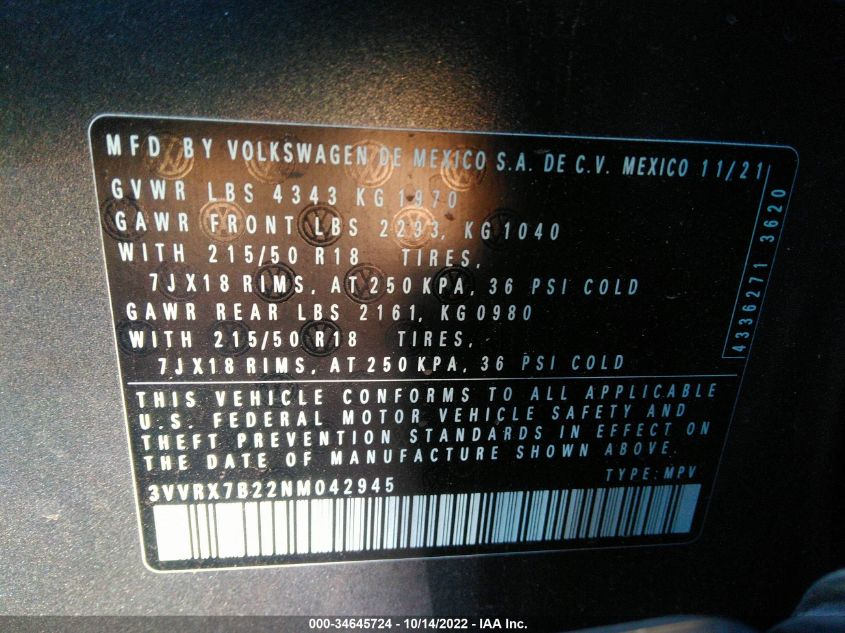 MFD BY VOLKSWAGEN DE MEXICO S.A. DE C.V. MEXICO 11/21
GVWR LBS 4343 KG 1970
GAWR FRONT LBS 2293, KG 1040
WITH 215/50 R18 TIRES,
7JX18 RIMS, AT 250 KPA, 36 PSI COLD
GAWR REAR LBS 2161, KG0980
WITH 215/50 R18 TIRES,
7JX18 RIMS, AT 250 KPA, 36 PSI COLD
4336271 3620
THIS VEHICLE CONFORMS TO ALL APPLICABLE
U.S. FEDERAL MOTOR VEHICLE SAFETY AND
THEFT PREVENTION STANDARDS IN EFFECT ON
THE DATE OF MANUFACTURE SHOWN ABOVE.
TYPE: MPV
3VVRX7B22NM042945
000-34645724 - 10/14/2022 - IAA Inc.